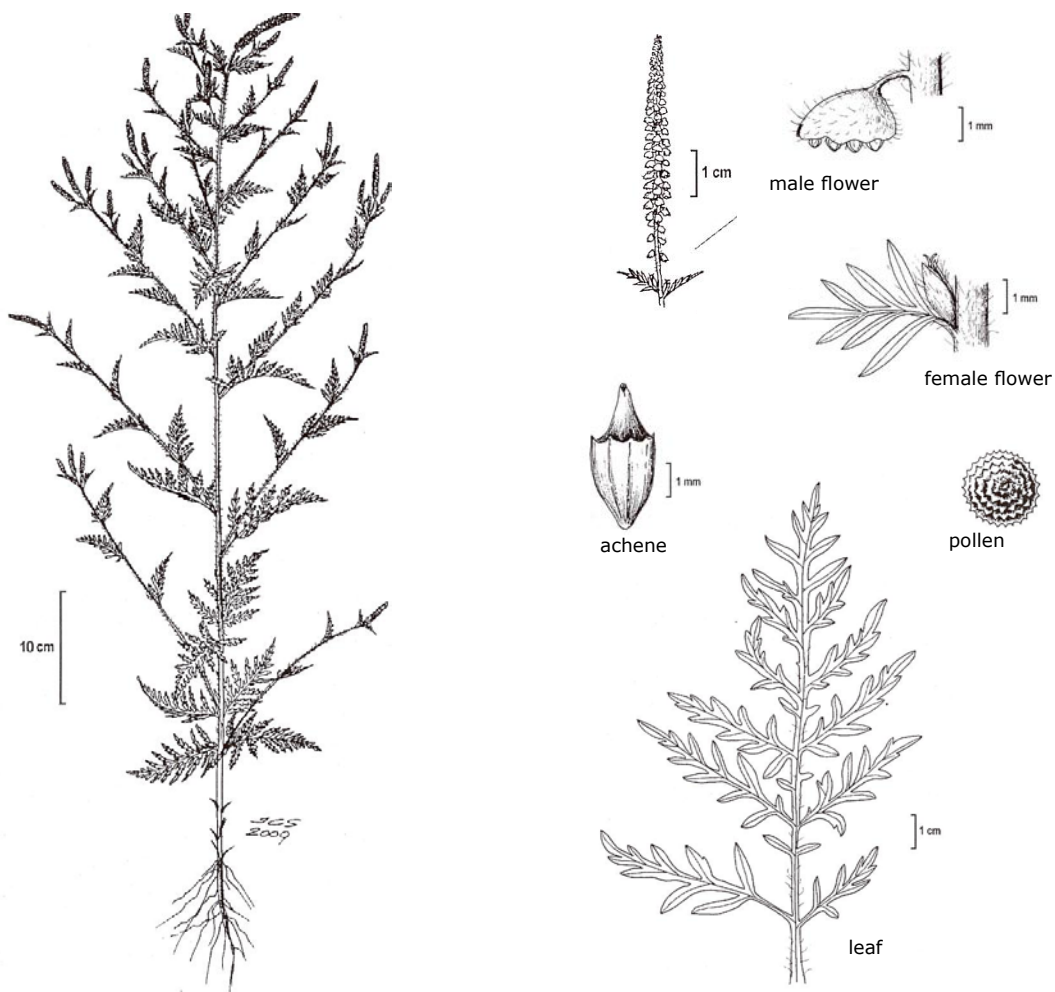 1 mm
1 cm
male flower
1 mm
female flower
1 mm
achene
pollen
10 cm
1 cm
JGS
2009
leaf